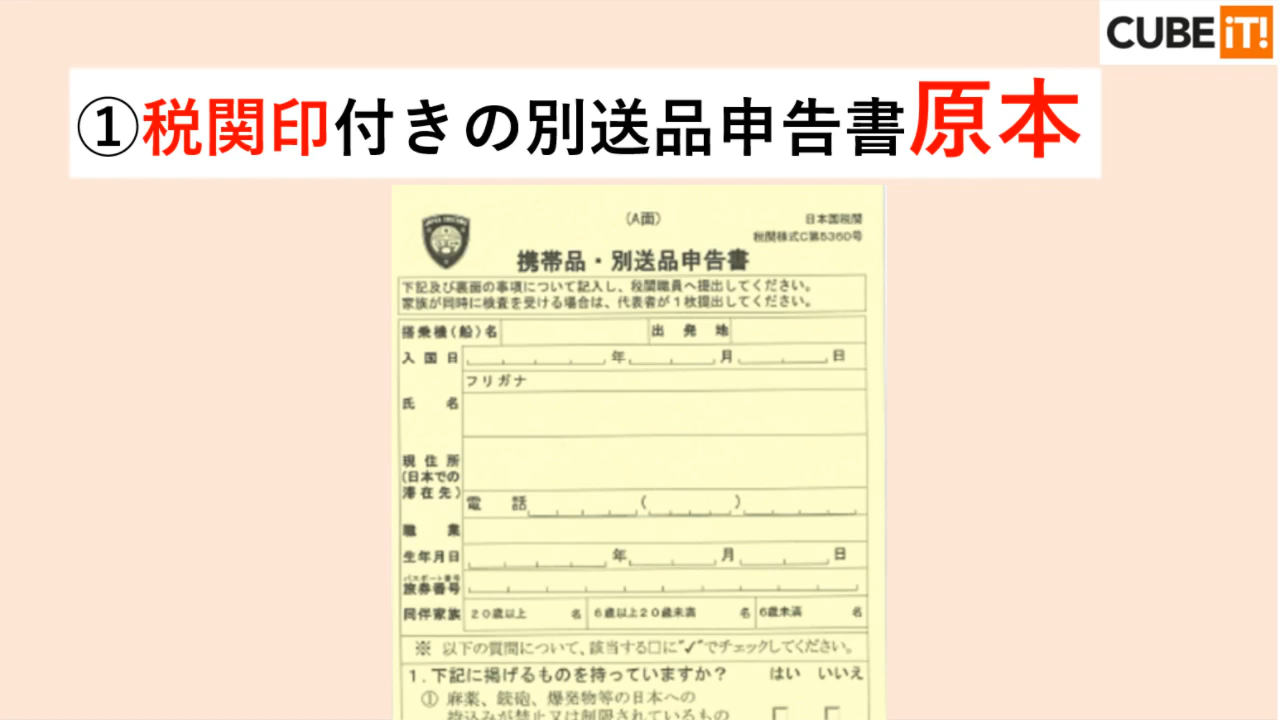 CUBE iT!
①税関印付きの別送品申告書原本
(A面)
日本国税関
税関様式C第5360号
携帯品・別送品申告書
下記及び裏面の事項について記入し、税関職員へ提出してください。
家族が同時に検査を受ける場合は、代表者が1枚提出してください。
搭乗機(船)名 出発地
入国日 年 月 日
フリガナ
氏名
現住所
(日本での
滞在先)
電話 ( )
職業
生年月日 年 月 日
パスポート番号
旅券番号
同伴家族 20歳以上 名 6歳以上20歳未満 名 6歳未満 名
※ 以下の質問について、該当する□に"✓"でチェックしてください。
1.下記に掲げるものを持っていますか? はい いいえ
① 麻薬、銃砲、爆発物等の日本への
持込みが禁止又は制限されているもの